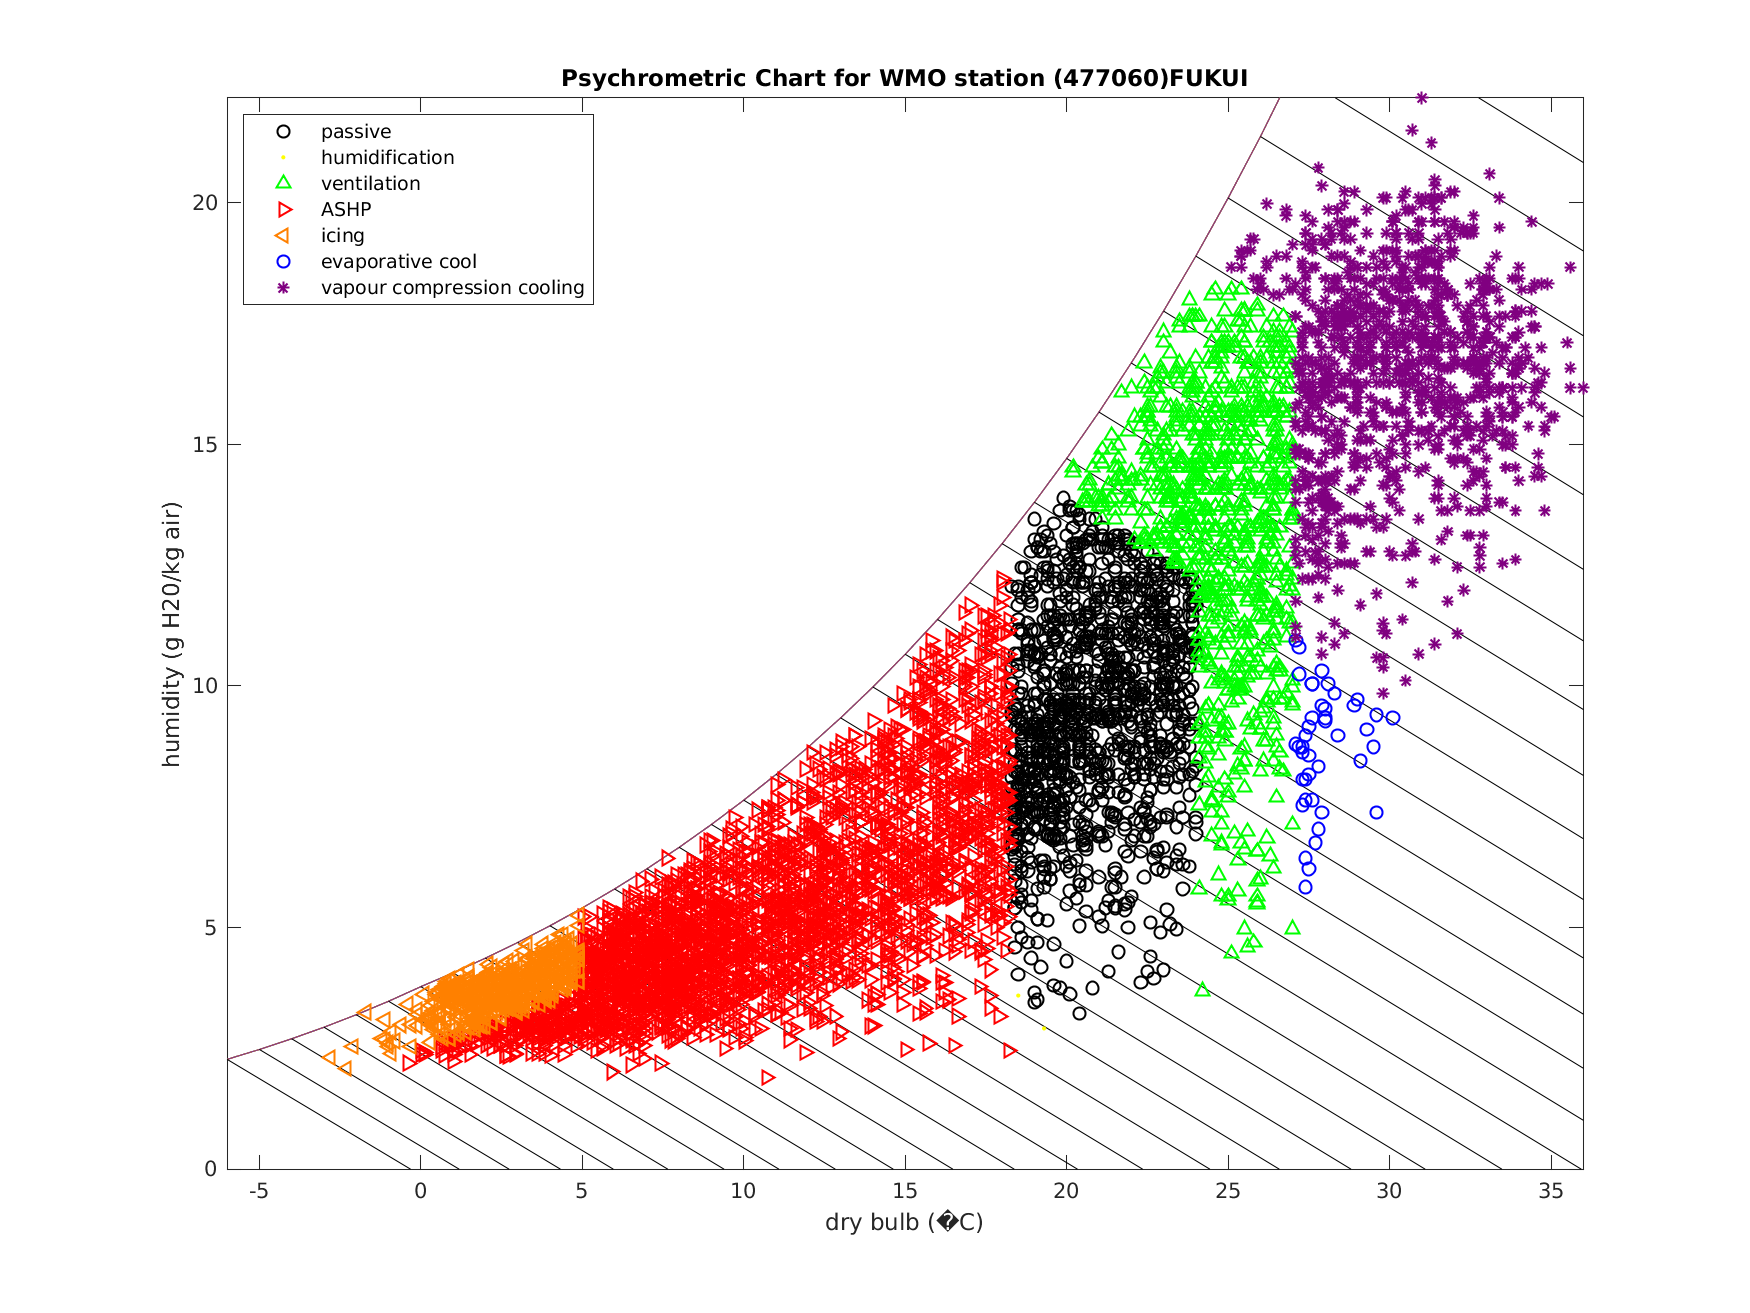 Psychrometric Chart for WMO station (477060)FUKUI
passive
humidification
ventilation
ASHP
icing
evaporative cool
vapour compression cooling
humidity (g H20/kg air)
20
15
10
5
0
-5
0
5
10
15
20
25
30
35
dry bulb (�C)